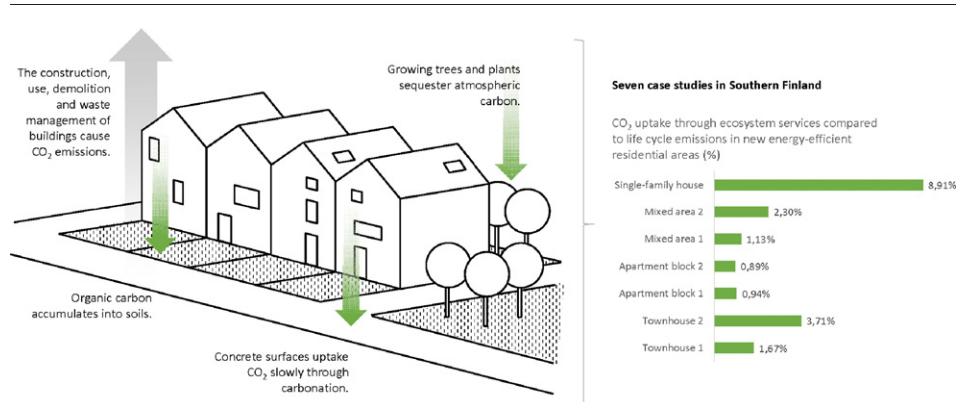 The construction,
use, demolition
and waste
management of
buildings cause
CO₂ emissions.
Growing trees and plants
sequester atmospheric
carbon.
Organic carbon
accumulates into soils.
Concrete surfaces uptake
CO₂ slowly through
carbonation.
Seven case studies in Southern Finland
CO₂ uptake through ecosystem services compared
to life cycle emissions in new energy-efficient
residential areas (%)
Single-family house 8,91%
Mixed area 2 2,30%
Mixed area 1 1,13%
Apartment block 2 0,89%
Apartment block 1 0,94%
Townhouse 2 3,71%
Townhouse 1 1,67%